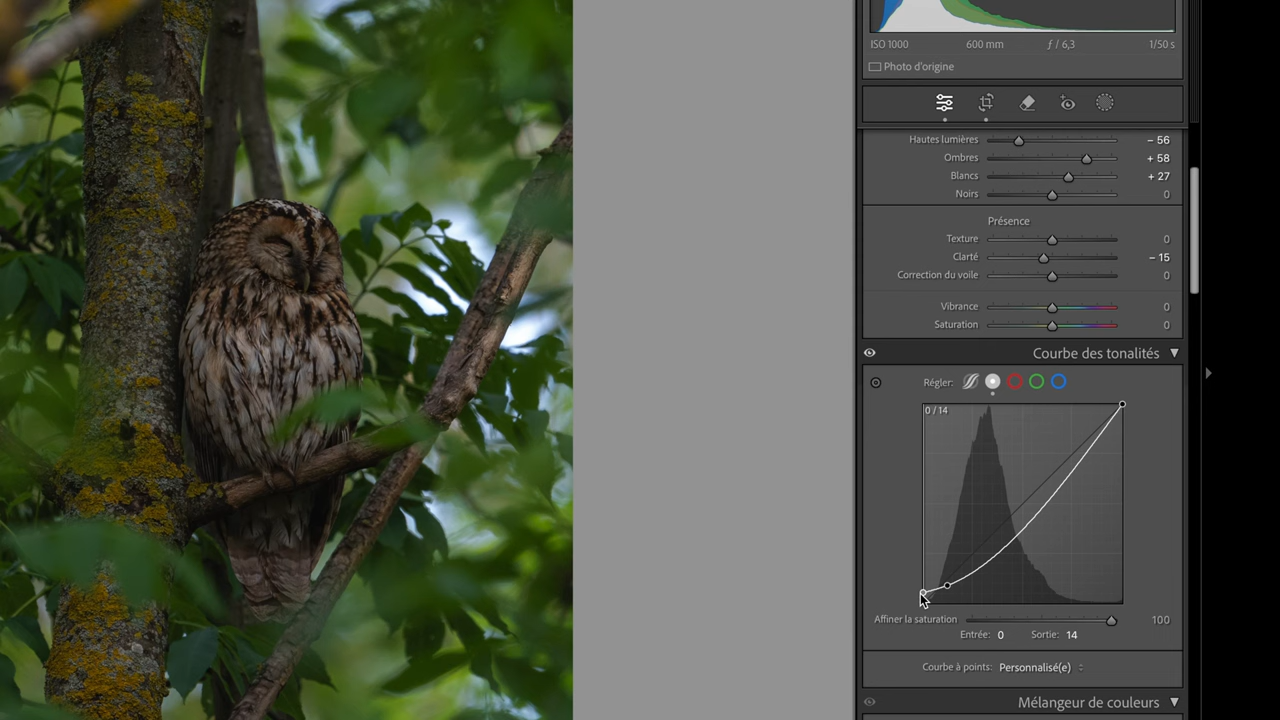 ISO 1000 600 mm ƒ / 6,3 1/50 s
Photo d'origine
Hautes lumières – 56
Ombres + 58
Blancs + 27
Noirs 0
Présence
Texture 0
Clarté – 15
Correction du voile 0
Vibrance 0
Saturation 0
Courbe des tonalités
Régler:
0 / 14
Affiner la saturation 100
Entrée: 0 Sortie: 14
Courbe à points: Personnalisé(e)
Mélangeur de couleurs